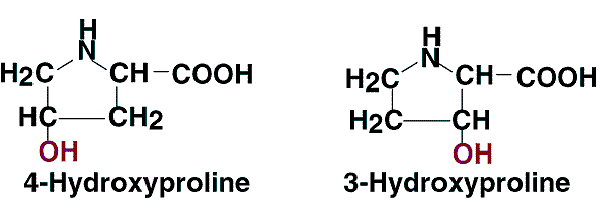 H
N
H2C CH COOH
HC CH2
OH
4-Hydroxyproline
H
N
H2C CH COOH
H2C CH
OH
3-Hydroxyproline